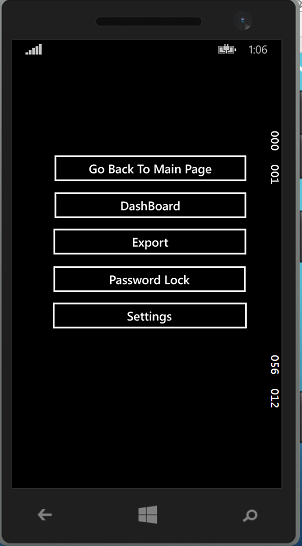 1:06
Go Back To Main Page
DashBoard
Export
Password Lock
Settings
000 001
056 012